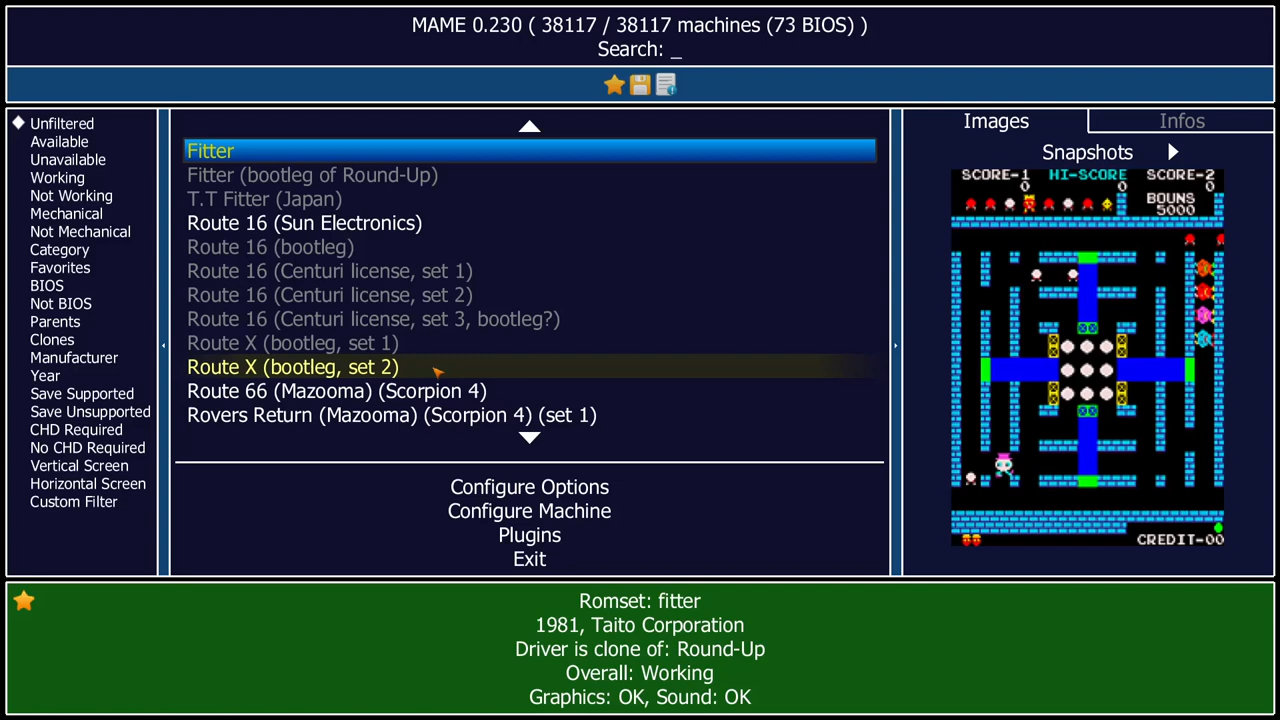 MAME 0.230 ( 38117 / 38117 machines (73 BIOS) )
Search: _
Unfiltered
Available
Unavailable
Working
Not Working
Mechanical
Not Mechanical
Category
Favorites
BIOS
Not BIOS
Parents
Clones
Manufacturer
Year
Save Supported
Save Unsupported
CHD Required
No CHD Required
Vertical Screen
Horizontal Screen
Custom Filter
Fitter
Fitter (bootleg of Round-Up)
T.T Fitter (Japan)
Route 16 (Sun Electronics)
Route 16 (bootleg)
Route 16 (Centuri license, set 1)
Route 16 (Centuri license, set 2)
Route 16 (Centuri license, set 3, bootleg?)
Route X (bootleg, set 1)
Route X (bootleg, set 2)
Route 66 (Mazooma) (Scorpion 4)
Rovers Return (Mazooma) (Scorpion 4) (set 1)
Configure Options
Configure Machine
Plugins
Exit
Images
Infos
Snapshots
SCORE-1 HI-SCORE SCORE-2
0 0 0
BOUNS
5000
CREDIT-00
Romset: fitter
1981, Taito Corporation
Driver is clone of: Round-Up
Overall: Working
Graphics: OK, Sound: OK